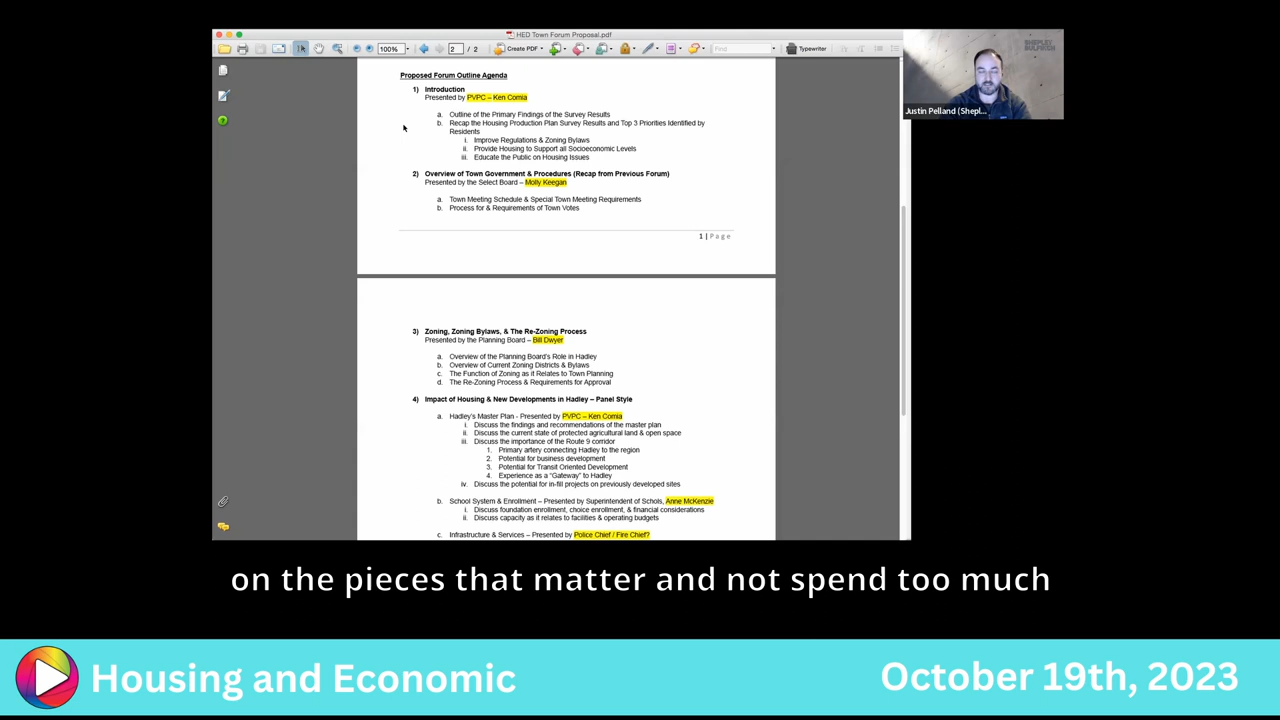 HED Town Forum Proposal.pdf
100%
2 / 2
Create PDF
Find
Typewriter
Proposed Forum Outline Agenda
1) Introduction
Presented by PVPC – Ken Comia
a. Outline of the Primary Findings of the Survey Results
b. Recap the Housing Production Plan Survey Results and Top 3 Priorities Identified by
Residents
i. Improve Regulations & Zoning Bylaws
ii. Provide Housing to Support all Socioeconomic Levels
iii. Educate the Public on Housing Issues
2) Overview of Town Government & Procedures (Recap from Previous Forum)
Presented by the Select Board – Molly Keegan
a. Town Meeting Schedule & Special Town Meeting Requirements
b. Process for & Requirements of Town Votes
1 | Page
3) Zoning, Zoning Bylaws, & The Re-Zoning Process
Presented by the Planning Board – Bill Dwyer
a. Overview of the Planning Board's Role in Hadley
b. Overview of Current Zoning Districts & Bylaws
c. The Function of Zoning as it Relates to Town Planning
d. The Re-Zoning Process & Requirements for Approval
4) Impact of Housing & New Developments in Hadley – Panel Style
a. Hadley's Master Plan - Presented by PVPC – Ken Comia
i. Discuss the findings and recommendations of the master plan
ii. Discuss the current state of protected agricultural land & open space
iii. Discuss the importance of the Route 9 corridor
1. Primary artery connecting Hadley to the region
2. Potential for business development
3. Potential for Transit Oriented Development
4. Experience as a "Gateway" to Hadley
iv. Discuss the potential for in-fill projects on previously developed sites
b. School System & Enrollment – Presented by Superintendent of Schols, Anne McKenzie
i. Discuss foundation enrollment, choice enrollment, & financial considerations
ii. Discuss capacity as it relates to facilities & operating budgets
c. Infrastructure & Services – Presented by Police Chief / Fire Chief?
SHEPLEY
BULFINCH
Justin Pelland (Shepl...
on the pieces that matter and not spend too much
Housing and Economic
October 19th, 2023